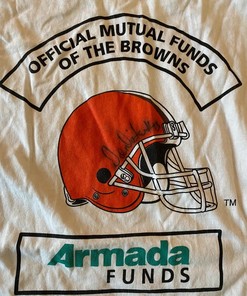 OFFICIAL MUTUAL FUNDS
OF THE BROWNS
TM
Armada
FUNDS